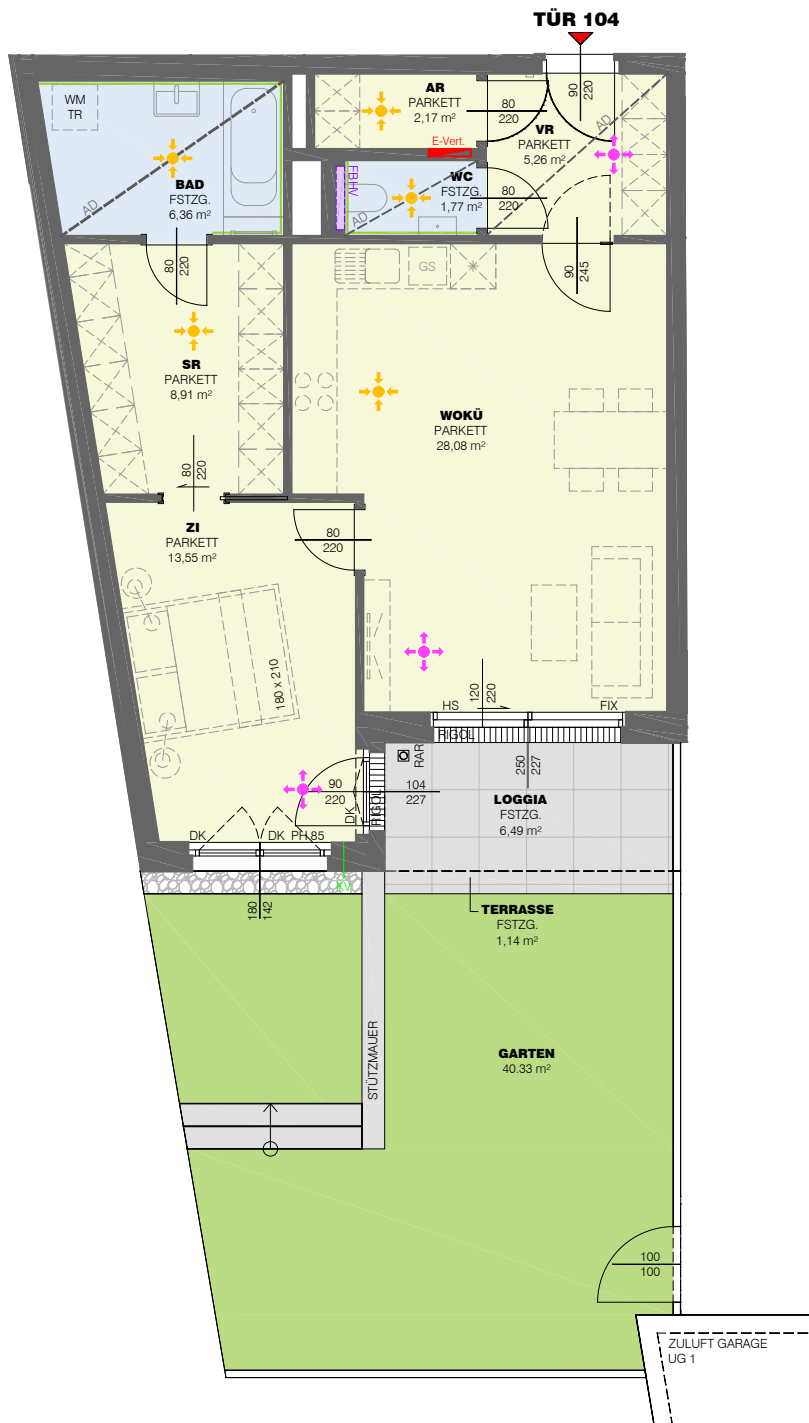 TÜR 104
WM
TR
AR
PARKETT
2,17 m²
80
220
90
220
AD
VR
PARKETT
5,26 m²
E-Vert.
BAD
FSTZG.
6,36 m²
AD
FBHV
WC
FSTZG.
1,77 m²
AD
80
220
80
220
GS
90
245
SR
PARKETT
8,91 m²
WOKÜ
PARKETT
28,08 m²
80
220
ZI
PARKETT
13,55 m²
80
220
180 x 210
120
220
HS
FIX
RIGOL
RAR
250
227
90
220
DK
RIGOL
104
227
LOGGIA
FSTZG.
6,49 m²
DK
DK
PH 85
180
142
TERRASSE
FSTZG.
1,14 m²
STÜTZMAUER
GARTEN
40.33 m²
100
100
ZULUFT GARAGE
UG 1